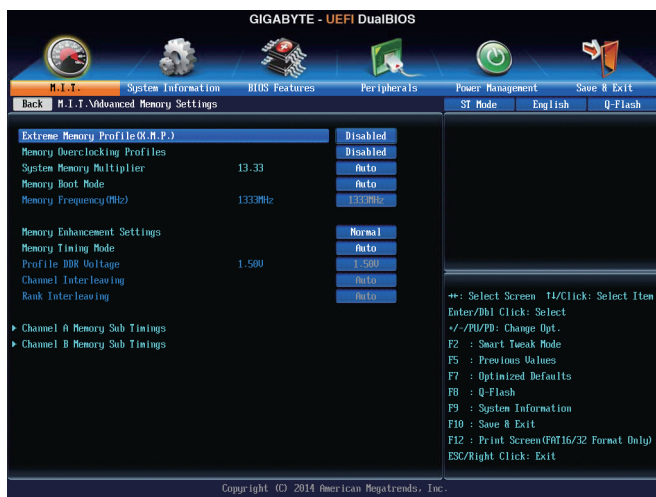 GIGABYTE - UEFI DualBIOS
M.I.T. System Information BIOS Features Peripherals Power Management Save & Exit
Back M.I.T.\Advanced Memory Settings ST Mode English Q-Flash
Extreme Memory Profile(X.M.P.) Disabled
Memory Overclocking Profiles Disabled
System Memory Multiplier 13.33 Auto
Memory Boot Mode Auto
Memory Frequency(MHz) 1333MHz 1333MHz
Memory Enhancement Settings Normal
Memory Timing Mode Auto
Profile DDR Voltage 1.50V 1.50V
Channel Interleaving Auto
Rank Interleaving Auto
Channel A Memory Sub Timings
Channel B Memory Sub Timings
→←: Select Screen ↑↓/Click: Select Item
Enter/Dbl Click: Select
+/-/PU/PD: Change Opt.
F2 : Smart Tweak Mode
F5 : Previous Values
F7 : Optimized Defaults
F8 : Q-Flash
F9 : System Information
F10 : Save & Exit
F12 : Print Screen(FAT16/32 Format Only)
ESC/Right Click: Exit
Copyright (C) 2014 American Megatrends, Inc.